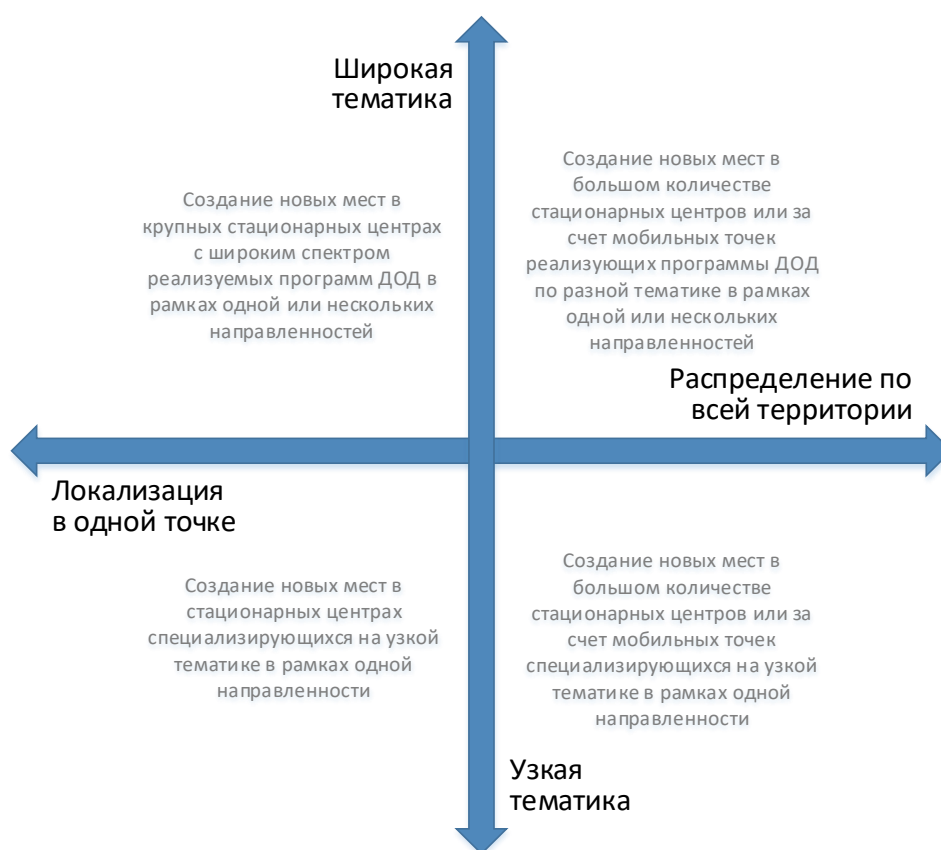 Широкая
тематика
Создание новых мест в
крупных стационарных центрах
с широким спектром
реализуемых программ ДОД в
рамках одной или нескольких
направленностей
Создание новых мест в
большом количестве
стационарных центров или за
счет мобильных точек
реализующих программы ДОД
по разной тематике в рамках
одной или нескольких
направленностей
Распределение по
всей территории
Локализация
в одной точке
Создание новых мест в
стационарных центрах
специализирующихся на узкой
тематике в рамках одной
направленности
Создание новых мест в
большом количестве
стационарных центров или за
счет мобильных точек
специализирующихся на узкой
тематике в рамках одной
направленности
Узкая
тематика